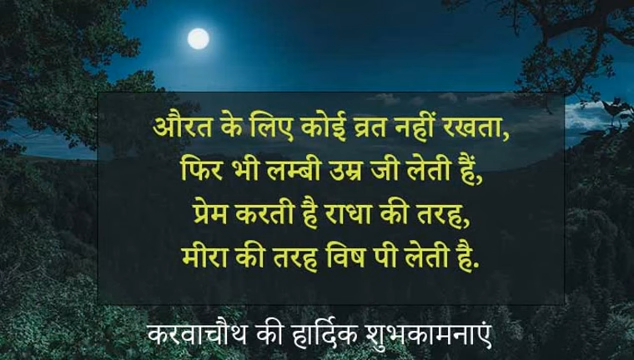 औरत के लिए कोई व्रत नहीं रखता,
फिर भी लम्बी उम्र जी लेती हैं,
प्रेम करती है राधा की तरह,
मीरा की तरह विष पी लेती है.
करवाचौथ की हार्दिक शुभकामनाएं